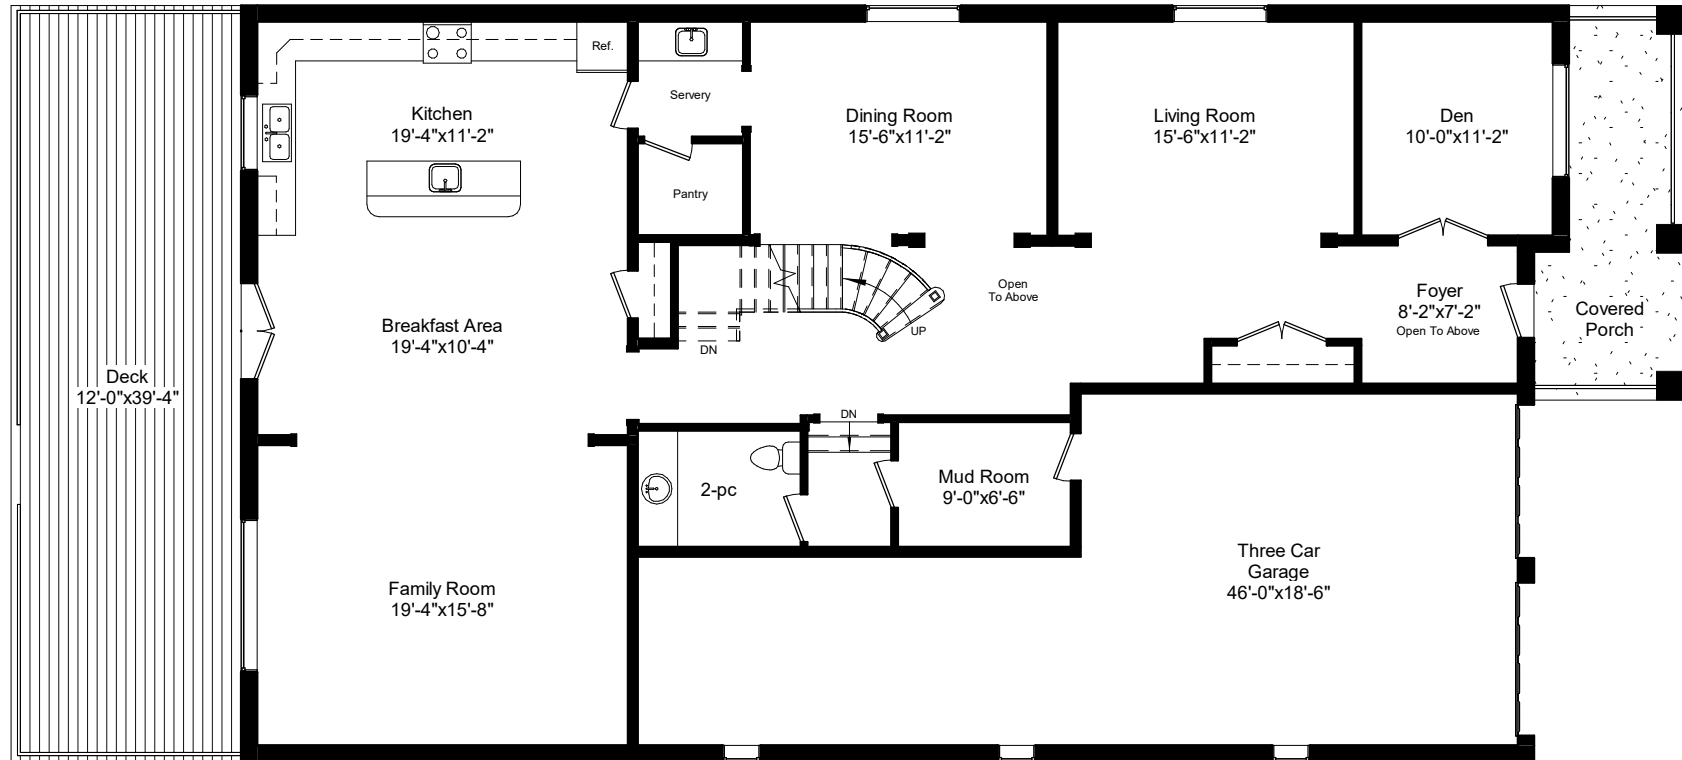 Ref.
Kitchen
19'-4"x11'-2"
Servery
Pantry
Dining Room
15'-6"x11'-2"
Living Room
15'-6"x11'-2"
Den
10'-0"x11'-2"
Open
To Above
Foyer
8'-2"x7'-2"
Open To Above
Covered
Porch
Breakfast Area
19'-4"x10'-4"
DN
UP
Deck
12'-0"x39'-4"
DN
2-pc
Mud Room
9'-0"x6'-6"
Three Car
Garage
46'-0"x18'-6"
Family Room
19'-4"x15'-8"